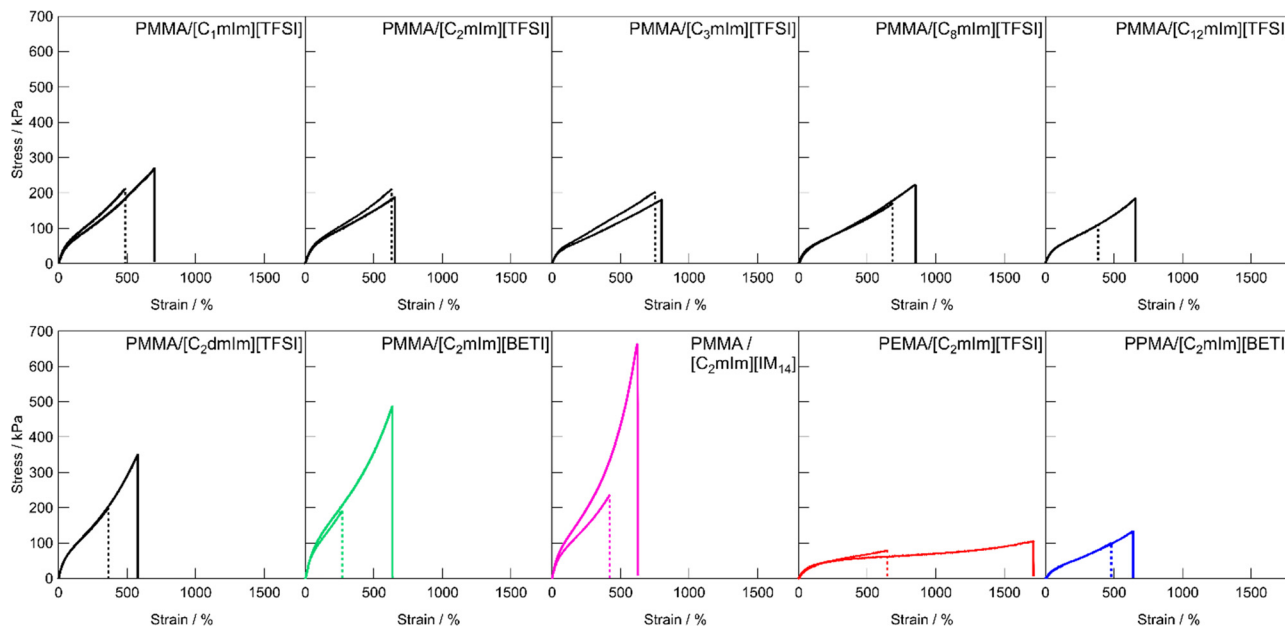 PMMA/[C₁mIm][TFSI] PMMA/[C₂mIm][TFSI] PMMA/[C₃mIm][TFSI] PMMA/[C₈mIm][TFSI] PMMA/[C₁₂mIm][TFSI]
700
600
500
400
300
200
100
0
Stress / kPa
0 500 1000 1500 0 500 1000 1500 0 500 1000 1500 0 500 1000 1500 0 500 1000 1500
Strain / % Strain / % Strain / % Strain / % Strain / %
PMMA/[C₂dmIm][TFSI] PMMA/[C₂mIm][BETI] PMMA / PEMA/[C₂mIm][TFSI] PPMA/[C₂mIm][BETI]
[C₂mIm][IM₁₄]
700
600
500
400
300
200
100
0
Stress / kPa
0 500 1000 1500 0 500 1000 1500 0 500 1000 1500 0 500 1000 1500 0 500 1000 1500
Strain / % Strain / % Strain / % Strain / % Strain / %